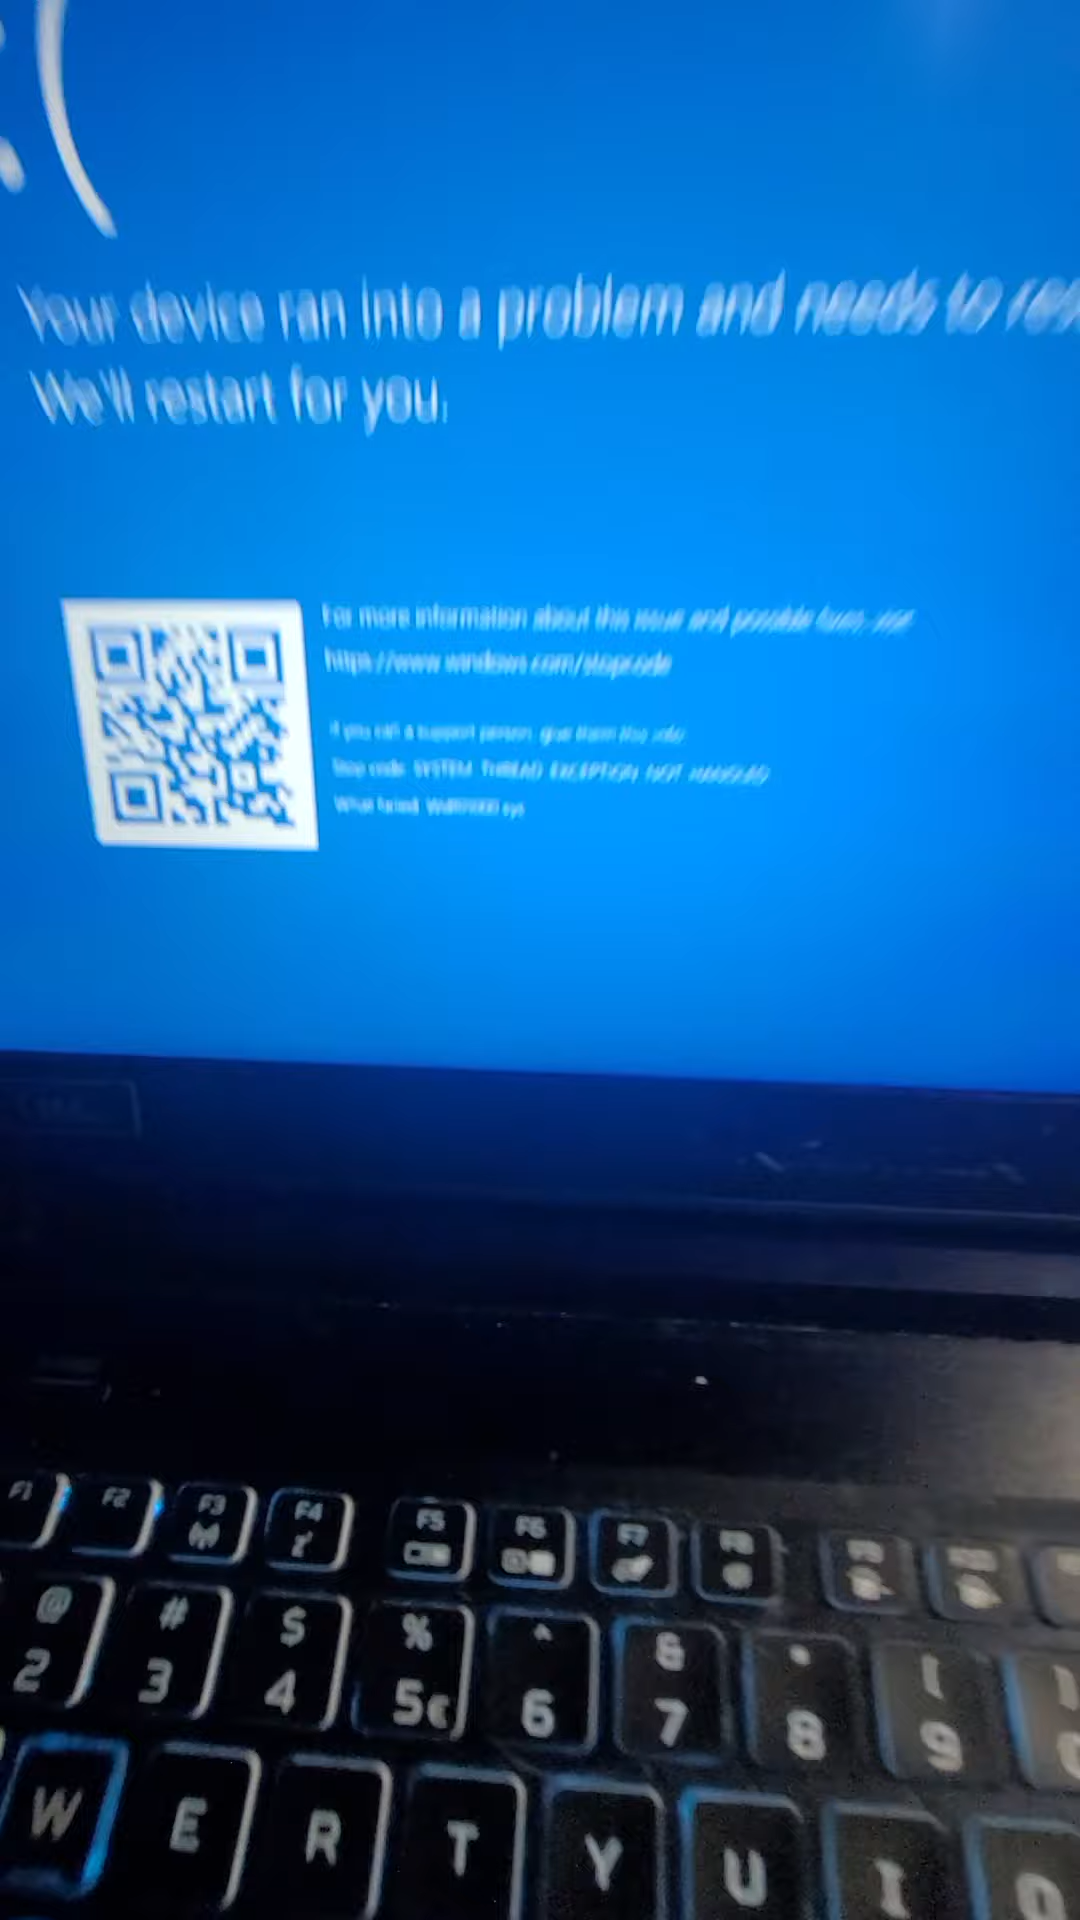 :(
Your device ran into a problem and needs to res
We'll restart for you.
For more information about this issue and possible fixes, visit
https://www.windows.com/stopcode
If you call a support person, give them this info:
Stop code: SYSTEM THREAD EXCEPTION NOT HANDLED
What failed:
F1 F2 F3 F4 F5 F6 F7 F8
@ # $ % ^ & * (
2 3 4 5€ 6 7 8 9
W E R T Y U I O